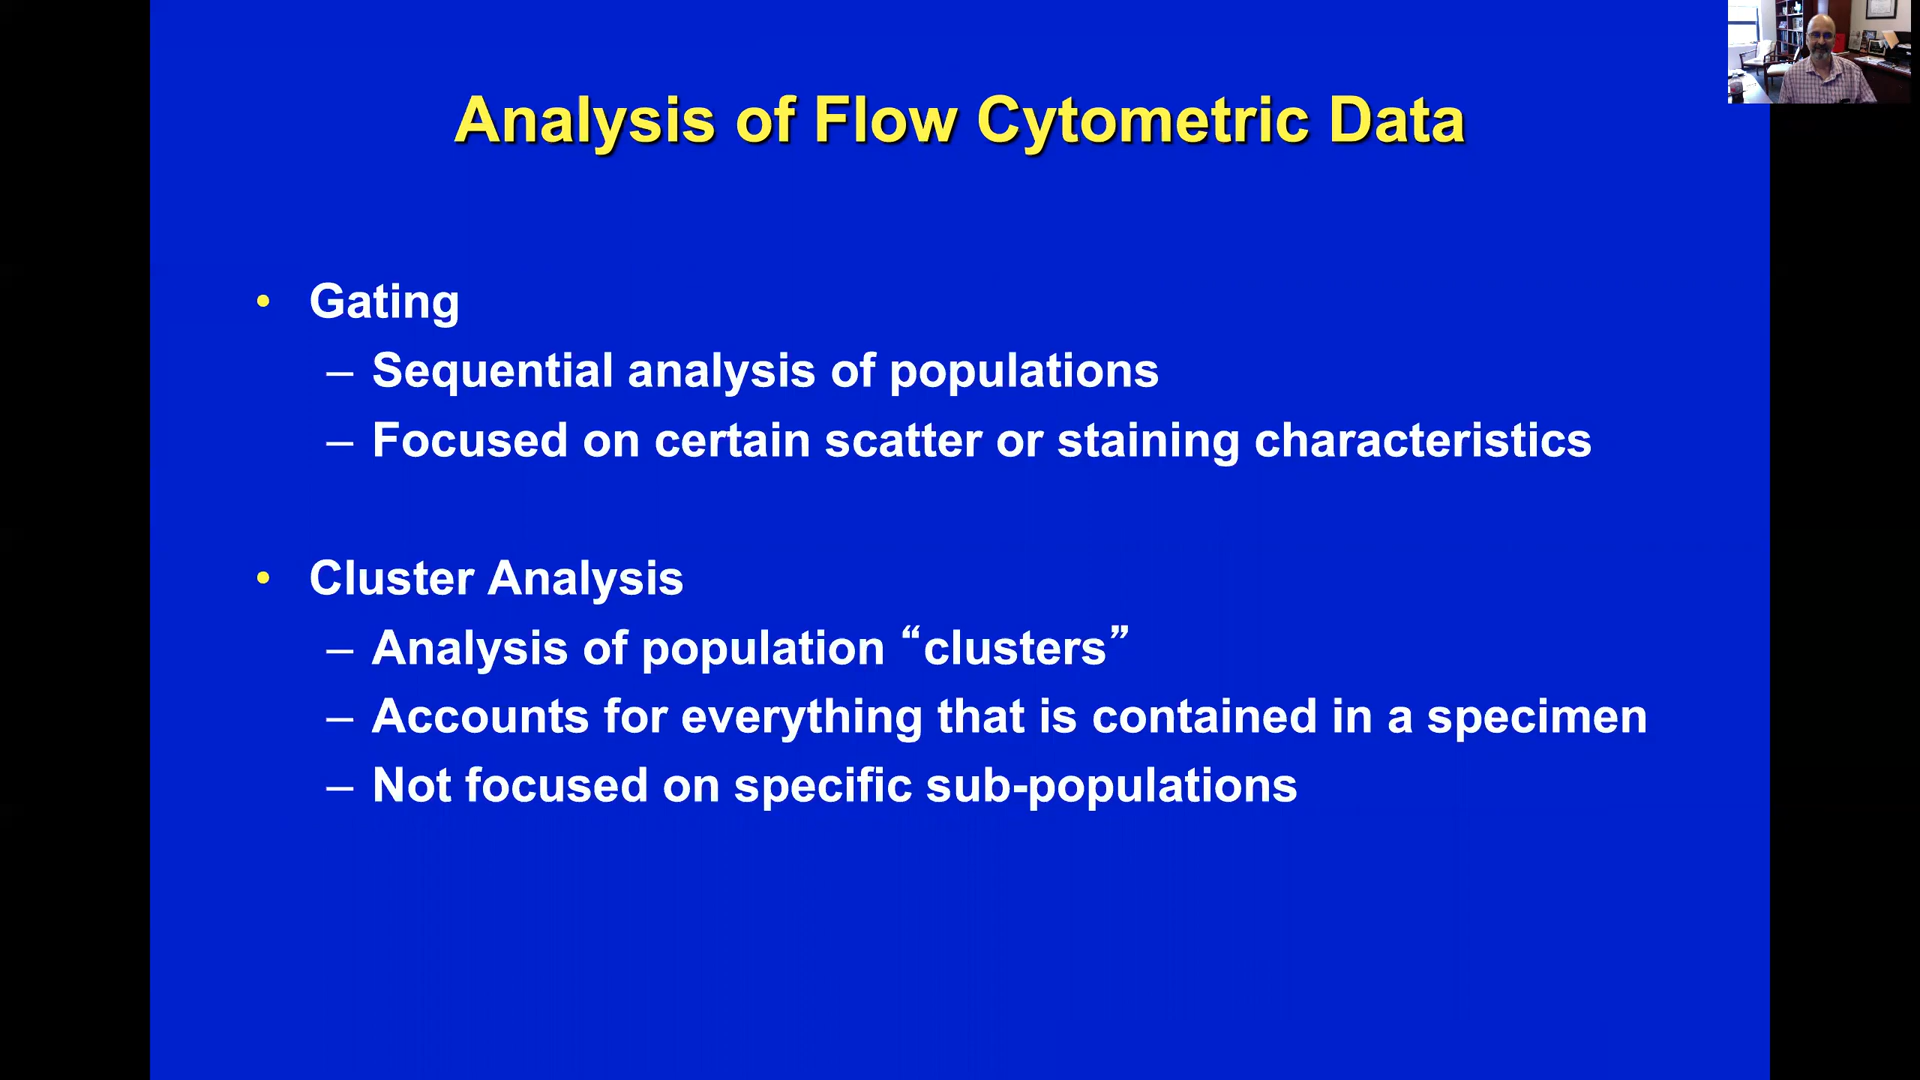 Analysis of Flow Cytometric Data
• Gating
– Sequential analysis of populations
– Focused on certain scatter or staining characteristics
• Cluster Analysis
– Analysis of population “clusters”
– Accounts for everything that is contained in a specimen
– Not focused on specific sub-populations